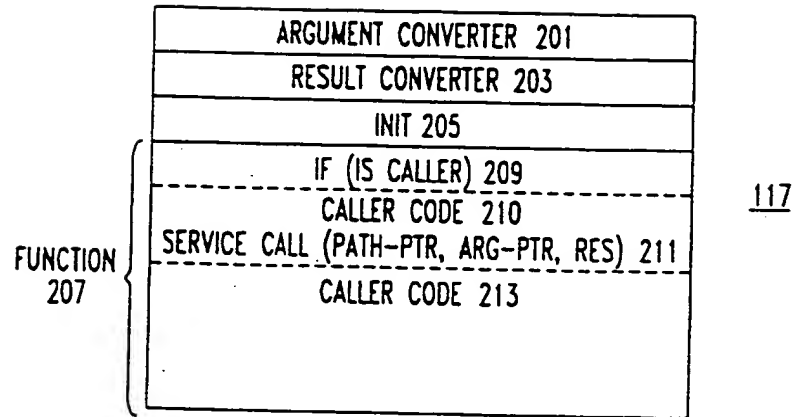 ARGUMENT CONVERTER 201
RESULT CONVERTER 203
INIT 205
IF (IS CALLER) 209
CALLER CODE 210
SERVICE CALL (PATH-PTR, ARG-PTR, RES) 211
CALLER CODE 213
FUNCTION
207
117